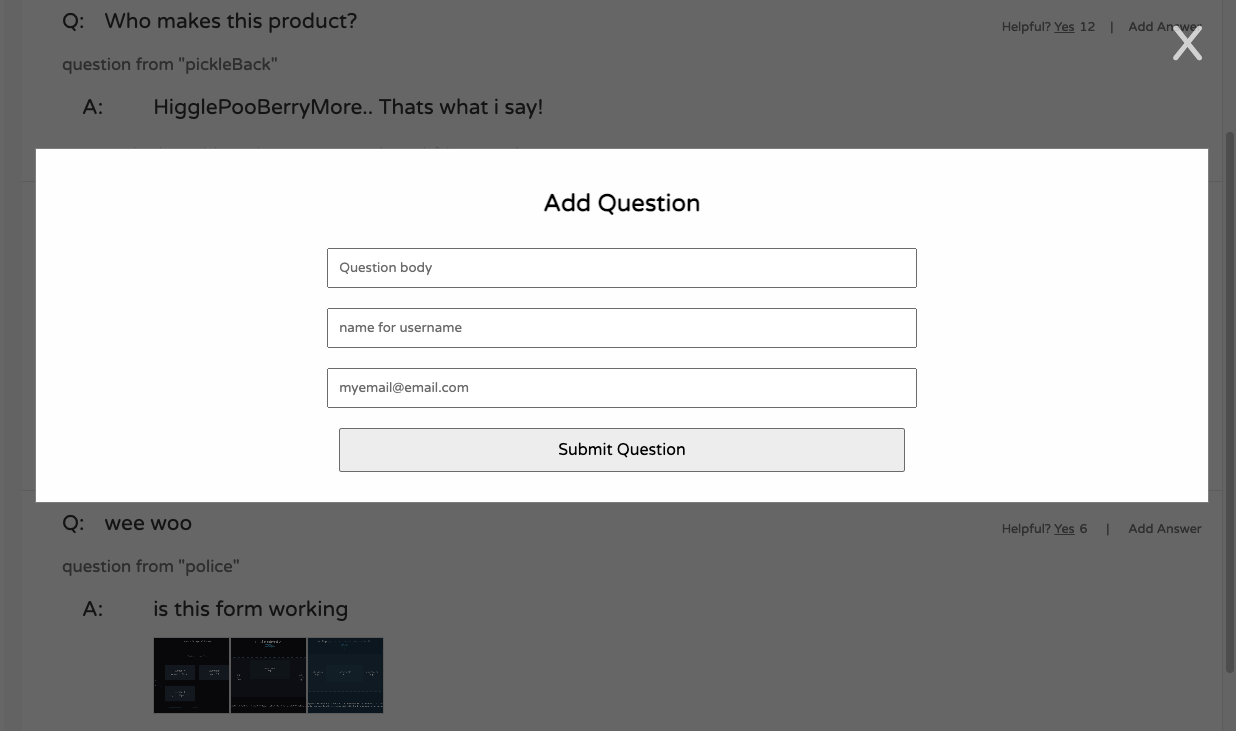 Q: Who makes this product?
Helpful? Yes 12 | Add Answer
X
question from "pickleBack"
A: HigglePooBerryMore.. Thats what i say!
Add Question
Question body
name for username
myemail@email.com
Submit Question
Q: wee woo
Helpful? Yes 6 | Add Answer
question from "police"
A: is this form working